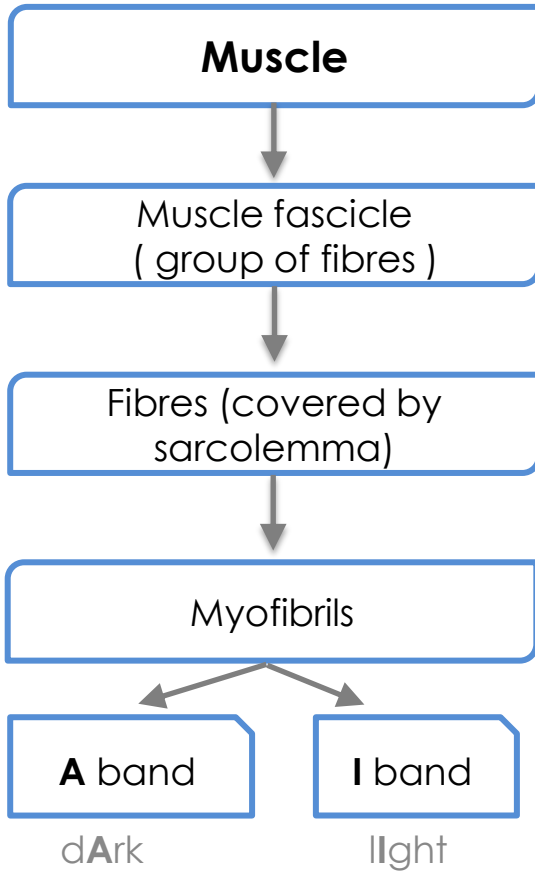 Muscle
Muscle fascicle
( group of fibres )
Fibres (covered by
sarcolemma)
Myofibrils
A band
I band
dArk
lIght